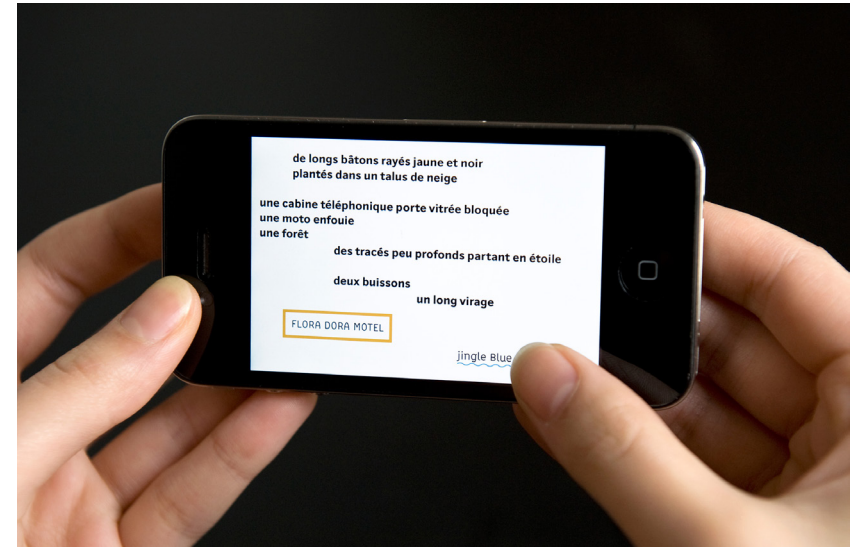 de longs bâtons rayés jaune et noir
plantés dans un talus de neige
une cabine téléphonique porte vitrée bloquée
une moto enfouie
une forêt
des tracés peu profonds partant en étoile
deux buissons
un long virage
FLORA DORA MOTEL
jingle Blue